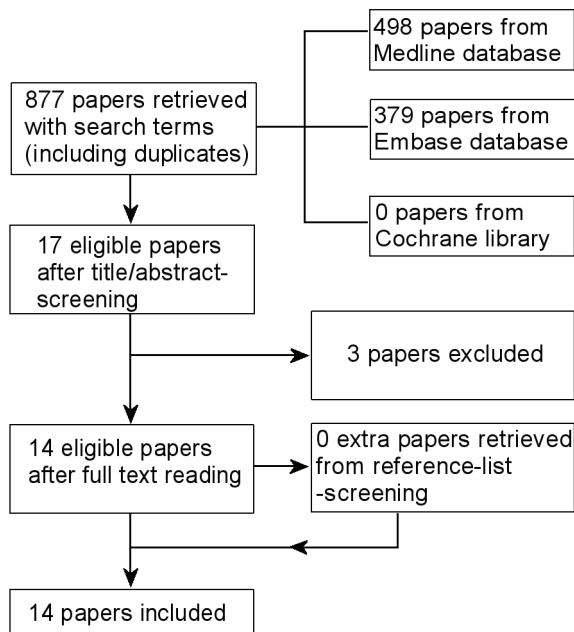 877 papers retrieved
with search terms
(including duplicates)
498 papers from
Medline database
379 papers from
Embase database
0 papers from
Cochrane library
17 eligible papers
after title/abstract-
screening
3 papers excluded
14 eligible papers
after full text reading
0 extra papers retrieved
from reference-list
-screening
14 papers included